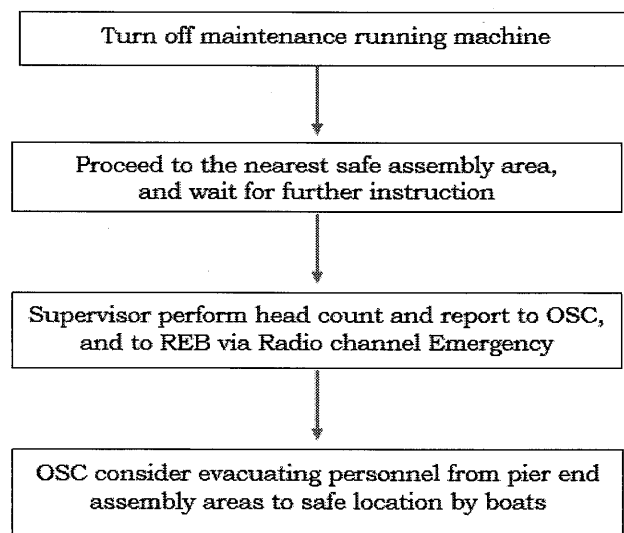 Turn off maintenance running machine
Proceed to the nearest safe assembly area,
and wait for further instruction
Supervisor perform head count and report to OSC,
and to REB via Radio channel Emergency
OSC consider evacuating personnel from pier end
assembly areas to safe location by boats